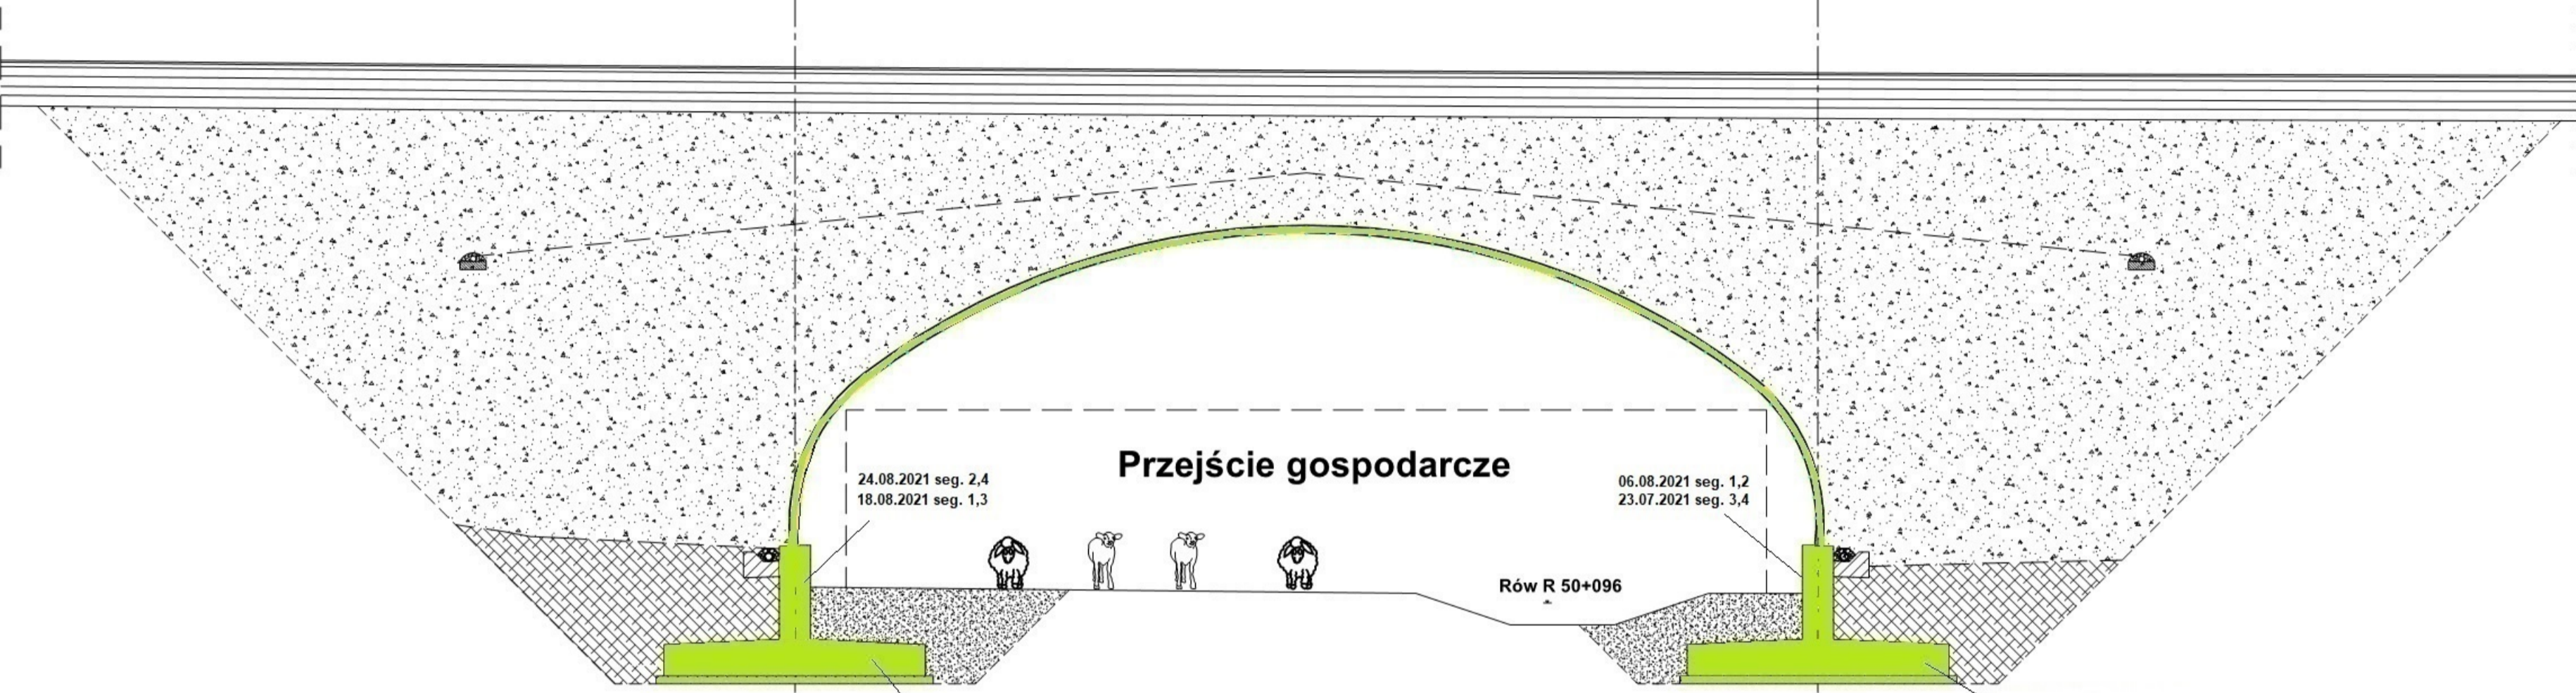 Przejście gospodarcze
24.08.2021 seg. 2,4
18.08.2021 seg. 1,3
06.08.2021 seg. 1,2
23.07.2021 seg. 3,4
Rów R 50+096